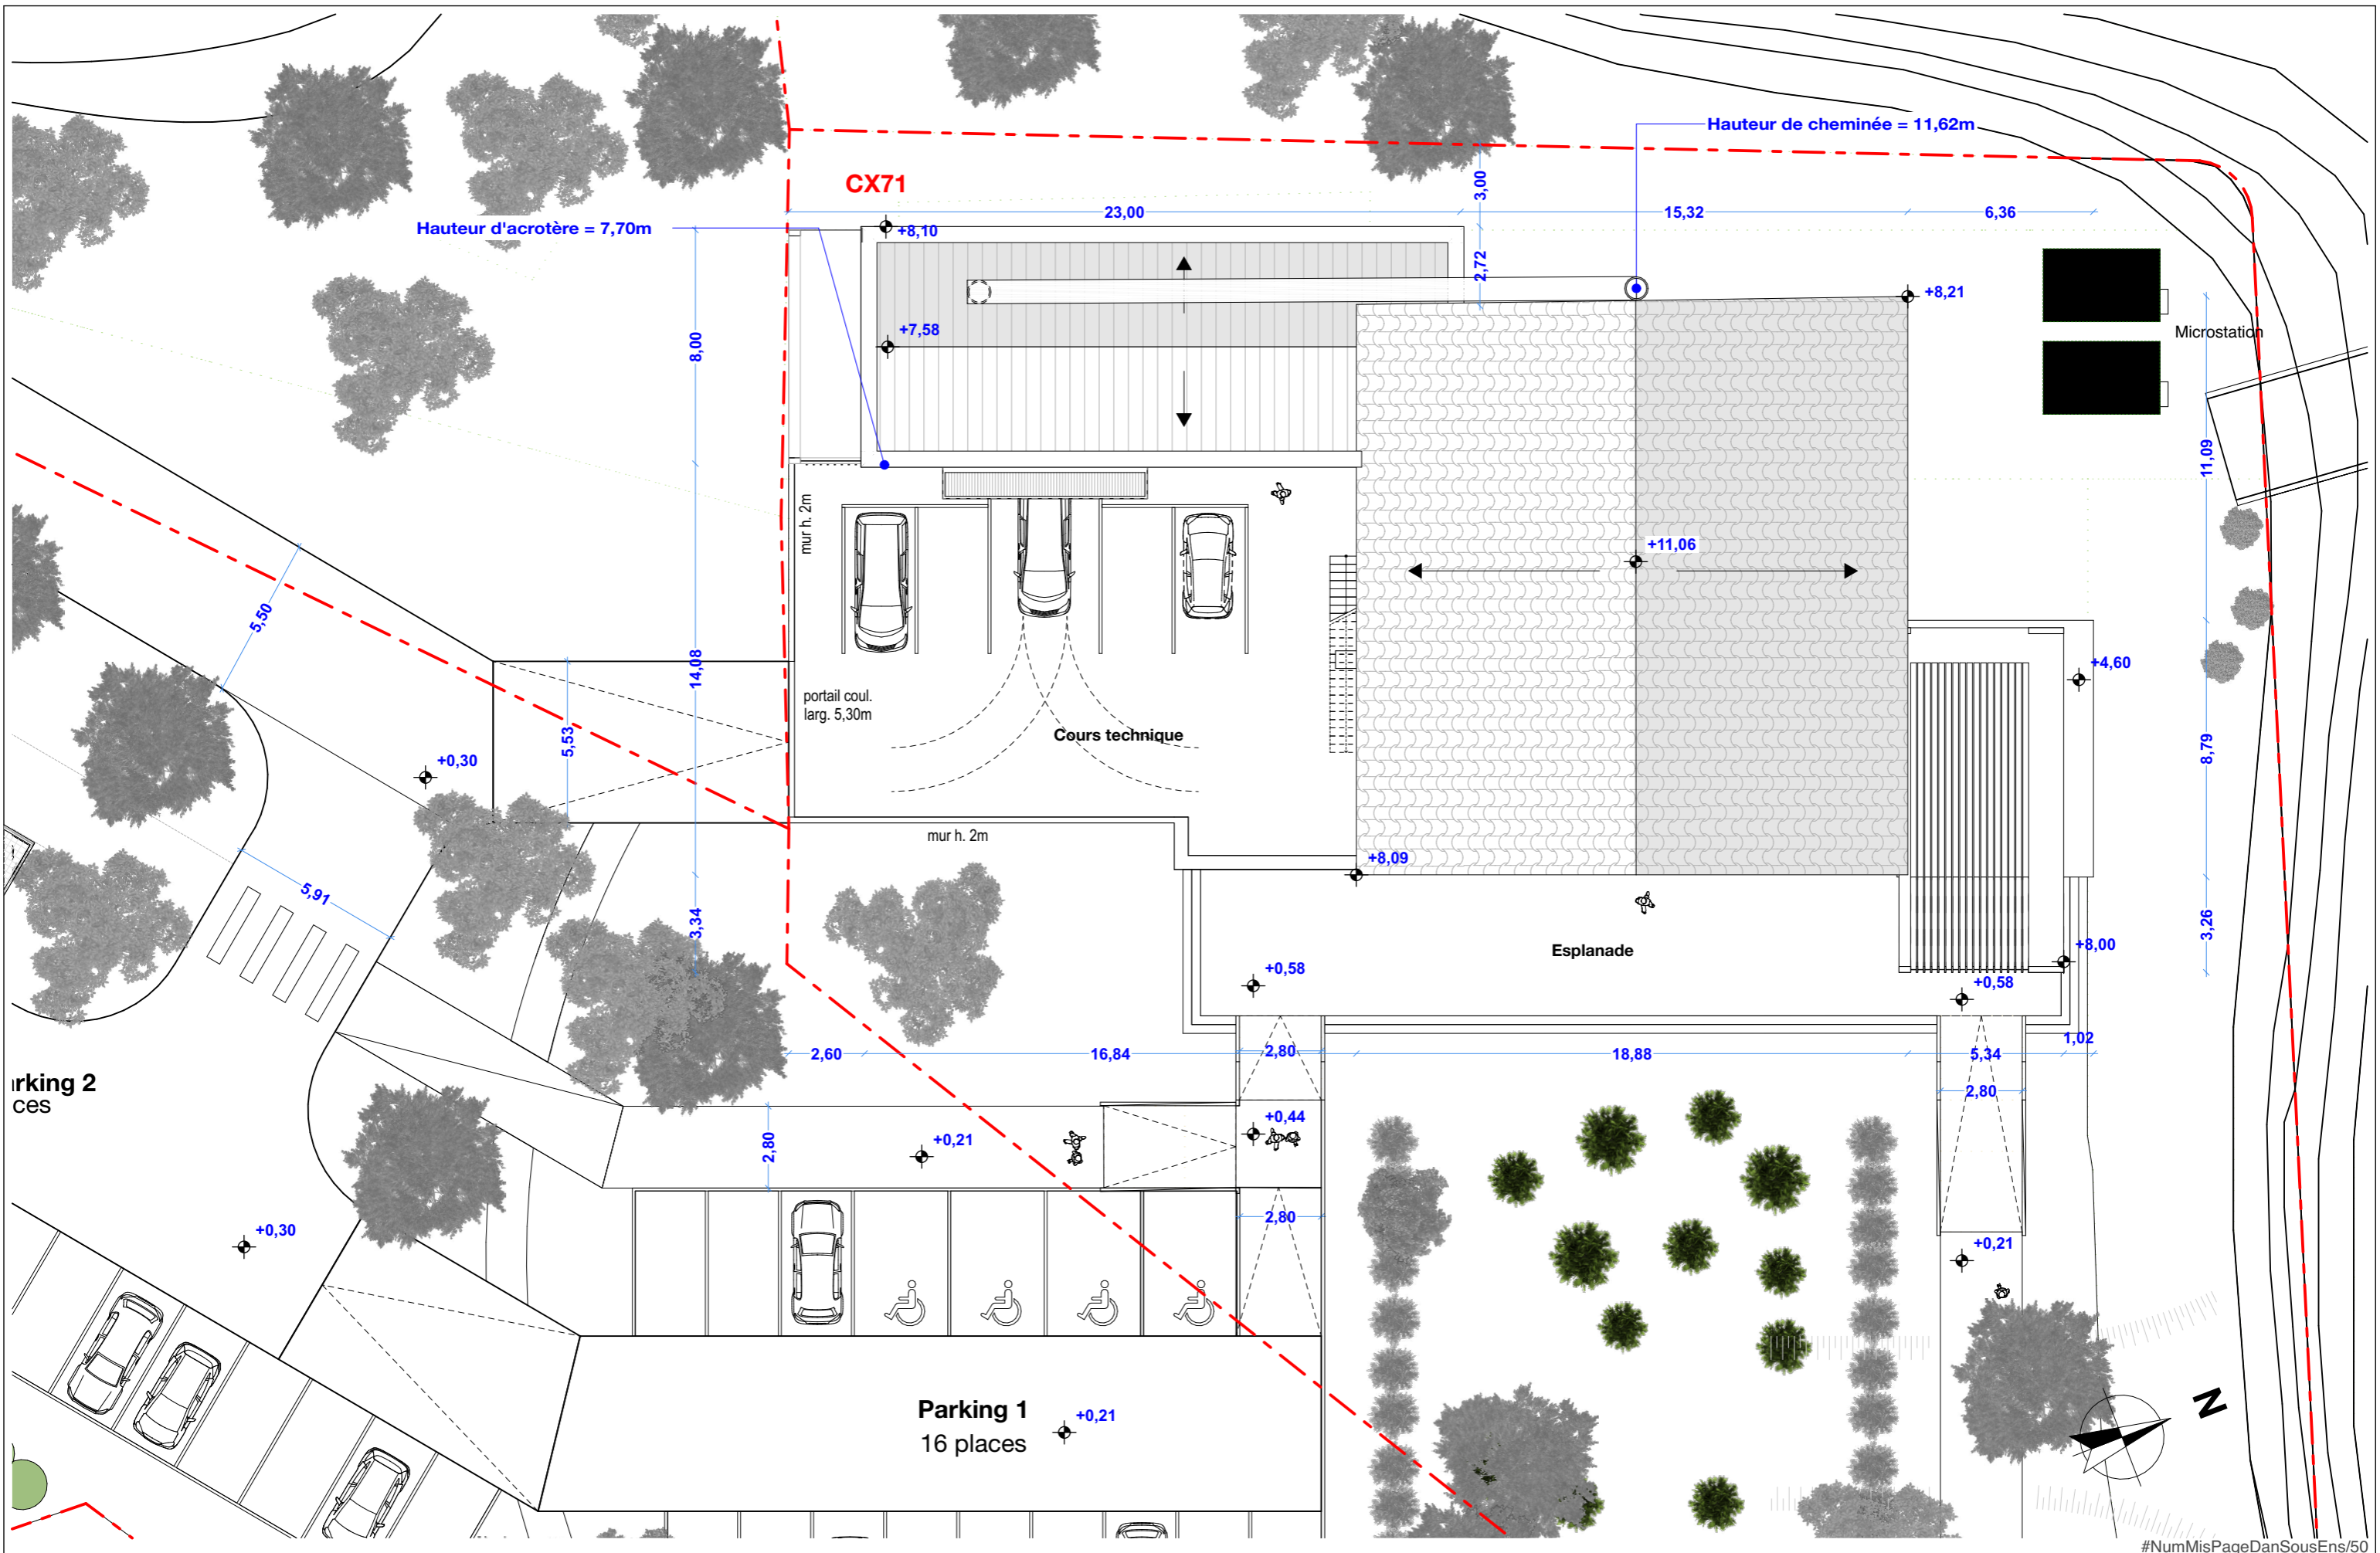 Hauteur de cheminée = 11,62m
CX71
3,00
23,00
15,32
6,36
Hauteur d'acrotère = 7,70m
+8,10
2,72
+8,21
+7,58
Microstation
8,00
11,09
mur h. 2m
+11,06
5,50
14,08
+4,60
portail coul.
larg. 5,30m
5,53
Cours technique
8,79
+0,30
mur h. 2m
+8,09
5,91
3,34
3,26
Esplanade
+8,00
+0,58
+0,58
1,02
2,60
16,84
2,80
18,88
5,34
rking 2
ces
2,80
+0,44
2,80
+0,21
2,80
+0,30
+0,21
Parking 1
16 places
+0,21
N
#NumMisPageDanSousEns/50